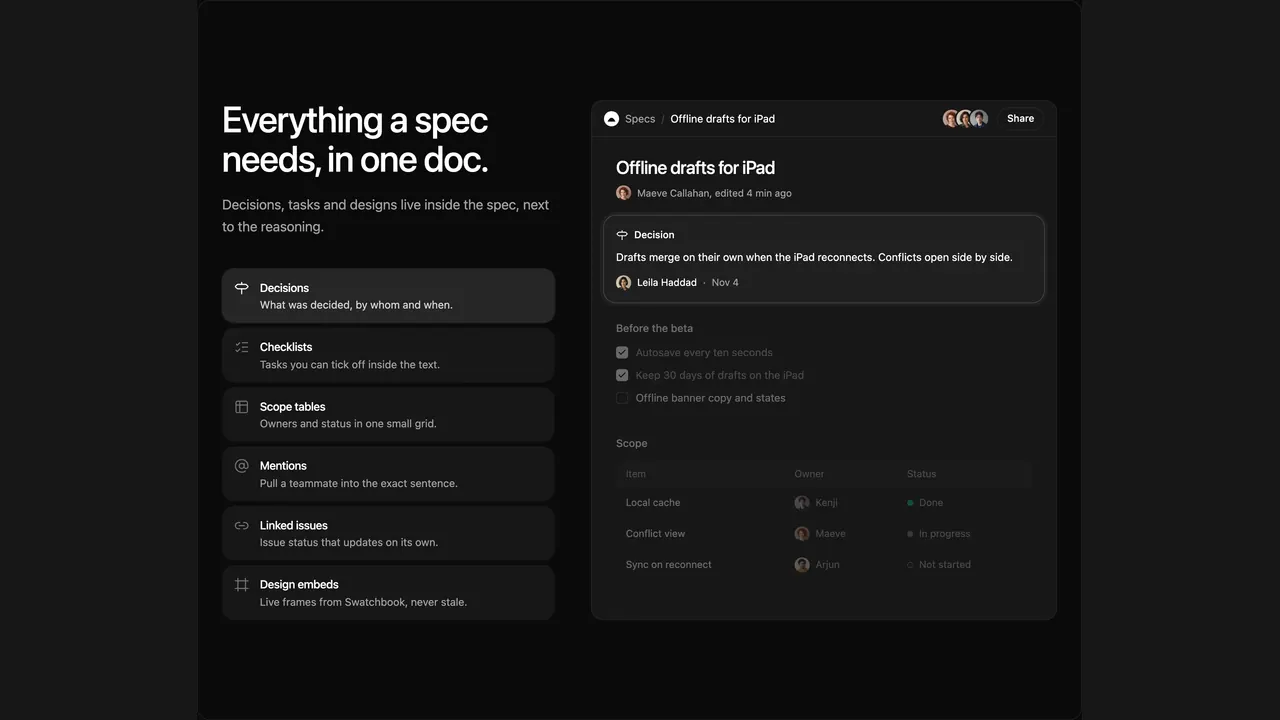 Everything a spec
needs, in one doc.
Decisions, tasks and designs live inside the spec, next
to the reasoning.
Decisions
What was decided, by whom and when.
Checklists
Tasks you can tick off inside the text.
Scope tables
Owners and status in one small grid.
Mentions
Pull a teammate into the exact sentence.
Linked issues
Issue status that updates on its own.
Design embeds
Live frames from Swatchbook, never stale.
Specs / Offline drafts for iPad
Share
Offline drafts for iPad
Maeve Callahan, edited 4 min ago
Decision
Drafts merge on their own when the iPad reconnects. Conflicts open side by side.
Leila Haddad · Nov 4
Before the beta
Autosave every ten seconds
Keep 30 days of drafts on the iPad
Offline banner copy and states
Scope
Item Owner Status
Local cache Kenji Done
Conflict view Maeve In progress
Sync on reconnect Arjun Not started